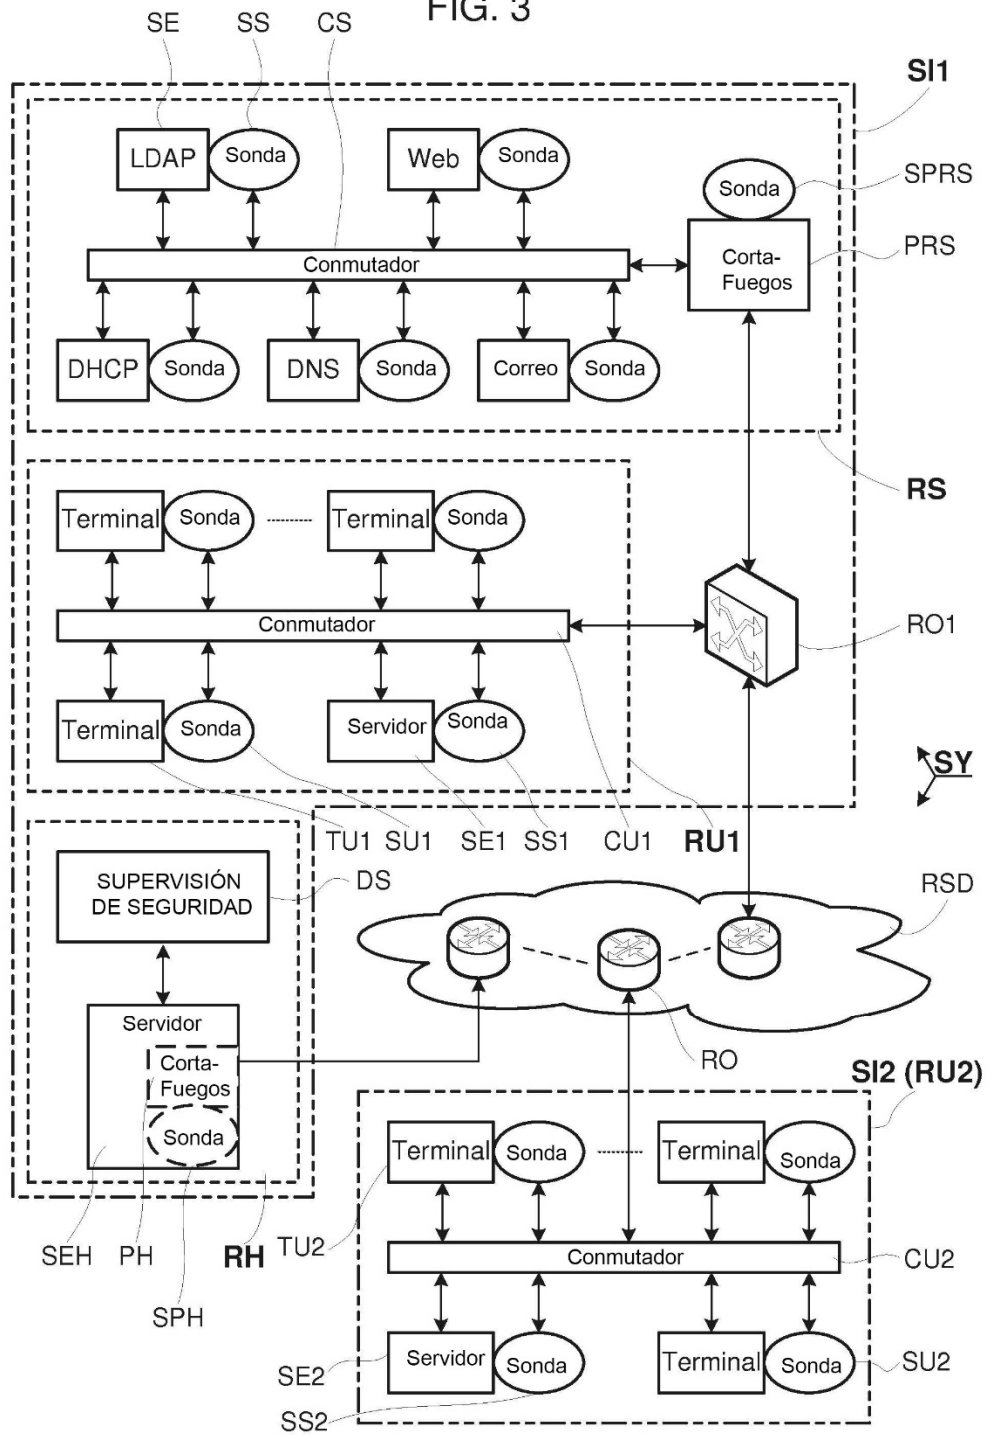 FIG. 3
SE SS CS
SI1
LDAP Sonda Web Sonda
Sonda SPRS
Conmutador
Corta-
Fuegos
PRS
DHCP Sonda DNS Sonda Correo Sonda
RS
Terminal Sonda Terminal Sonda
Conmutador
RO1
Terminal Sonda Servidor Sonda
SY
TU1 SU1 SE1 SS1 CU1 RU1
SUPERVISIÓN
DE SEGURIDAD
DS
RSD
Servidor
Corta-
Fuegos
Sonda
RO
SI2 (RU2)
Terminal Sonda Terminal Sonda
SEH PH RH TU2
Conmutador
CU2
SPH
Servidor Sonda Terminal Sonda
SE2 SU2
SS2